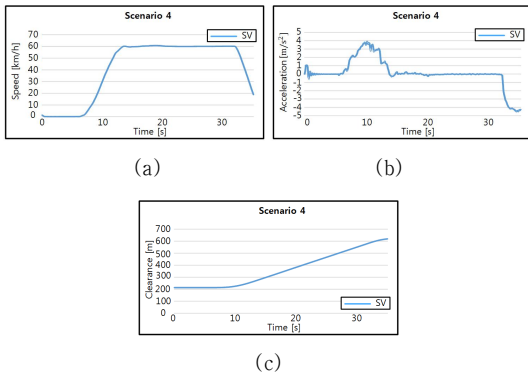 Scenario 4
SV
Speed [km/h]
70
60
50
40
30
20
10
0
0 10 20 30
Time [s]
(a)
Scenario 4
SV
Acceleration [m/s²]
5
4
3
2
1
0
-1
-2
-3
-4
-5
0 10 20 30
Time [s]
(b)
Scenario 4
Clearance [m]
700
600
500
400
300
200
100
0
0 10 20 30
SV
Time [s]
(c)